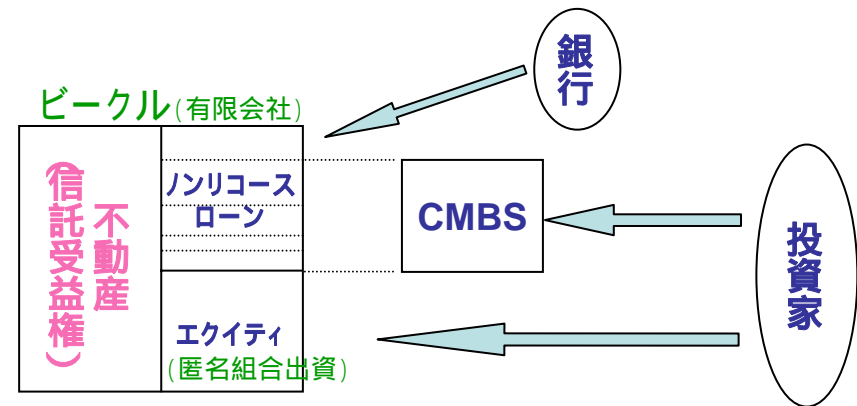 銀行
ビークル(有限会社)
不動産
(信託受益権)
ノンリコース
ローン
CMBS
投資家
エクイティ
(匿名組合出資)